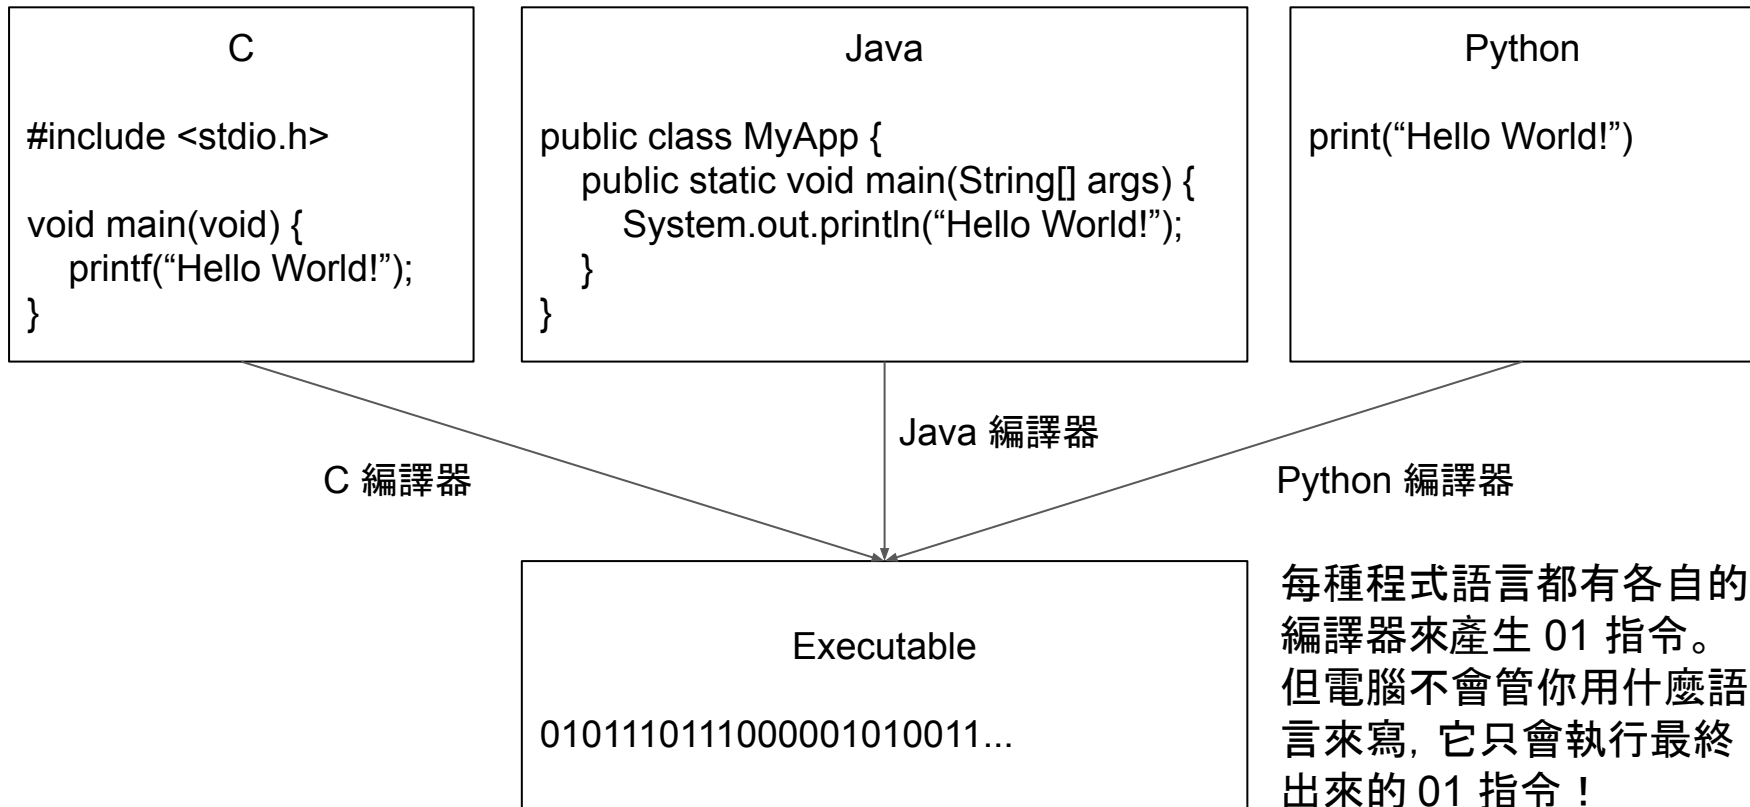 C
#include <stdio.h>
void main(void) {
printf(“Hello World!”);
}
Java
public class MyApp {
public static void main(String[] args) {
System.out.println(“Hello World!”);
}
}
Python
print(“Hello World!”)
C 編譯器
Java 編譯器
Python 編譯器
Executable
0101110111000001010011...
每種程式語言都有各自的
編譯器來產生 01 指令。
但電腦不會管你用什麼語
言來寫, 它只會執行最終
出來的 01 指令！